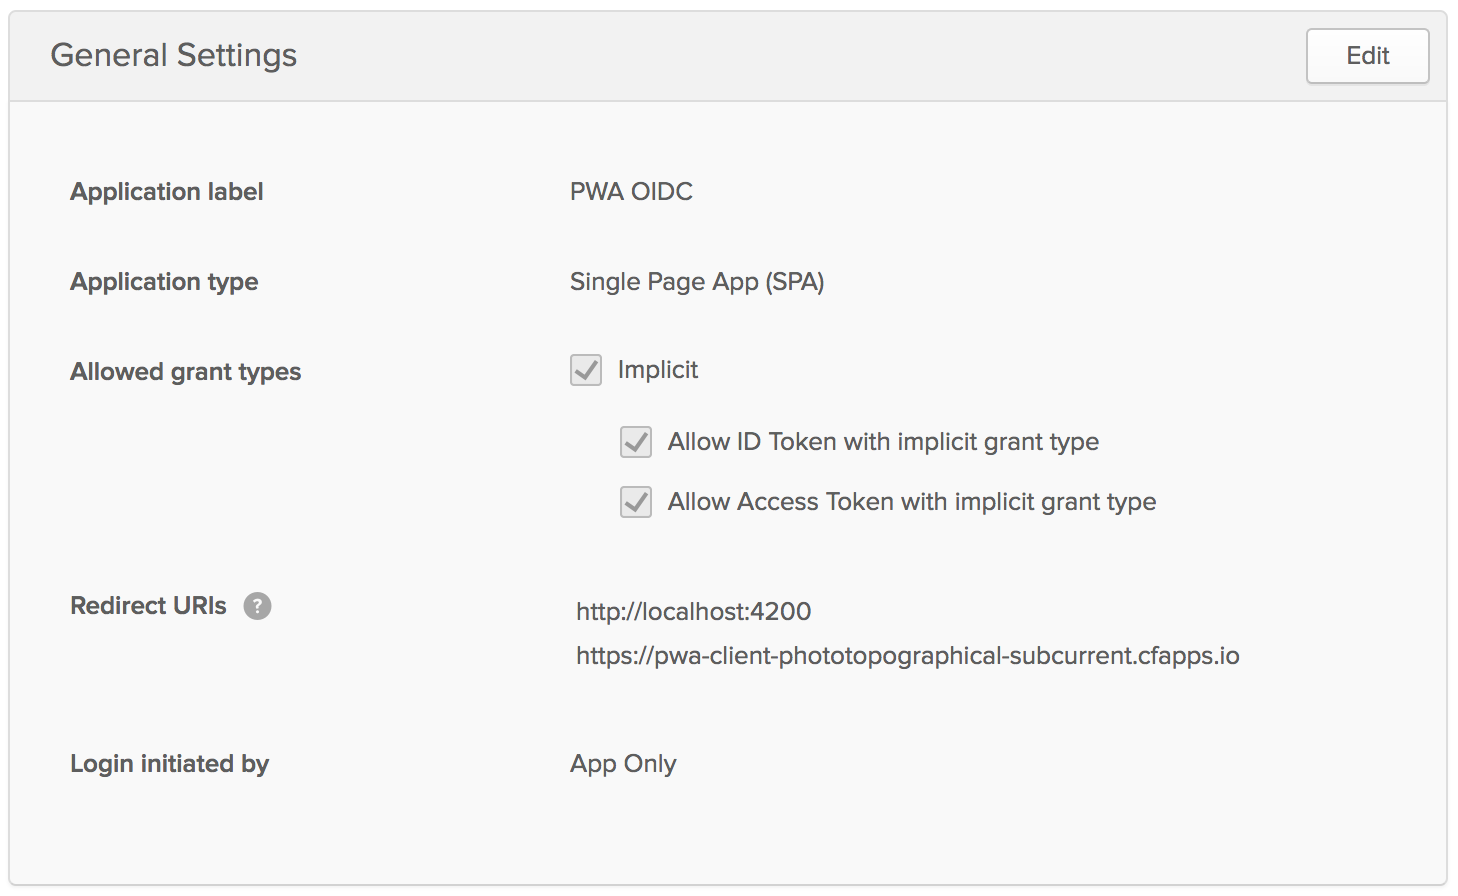 General Settings
Edit
Application label
PWA OIDC
Application type
Single Page App (SPA)
Allowed grant types
Implicit
Allow ID Token with implicit grant type
Allow Access Token with implicit grant type
Redirect URIs ?
http://localhost:4200
https://pwa-client-phototopographical-subcurrent.cfapps.io
Login initiated by
App Only